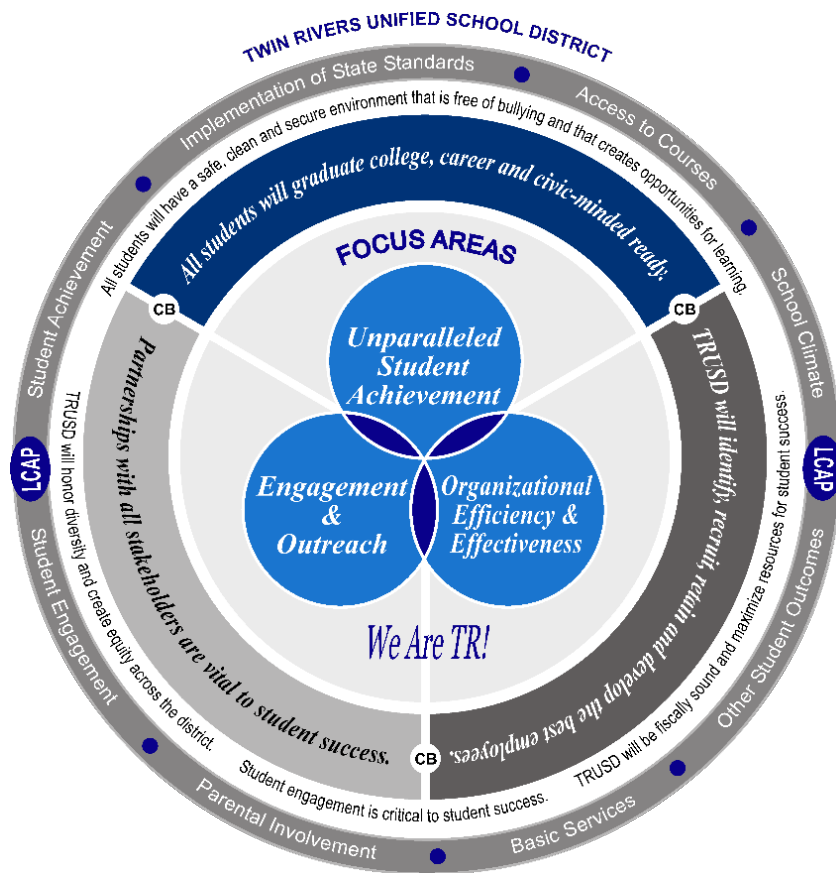 TWIN RIVERS UNIFIED SCHOOL DISTRICT
Implementation of State Standards
Access to Courses
School Climate
LCAP
Other Student Outcomes
Basic Services
Parental Involvement
Student Engagement
LCAP
Student Achievement
All students will have a safe, clean and secure environment that is free of bullying and that creates opportunities for learning.
TRUSD will be fiscally sound and maximize resources for student success.
Student engagement is critical to student success.
TRUSD will honor diversity and create equity across the district.
All students will graduate college, career and civic-minded ready.
CB
TRUSD will identify, recruit, retain and develop the best employees.
CB
Partnerships with all stakeholders are vital to student success.
CB
FOCUS AREAS
Unparalleled
Student
Achievement
Engagement
&
Outreach
Organizational
Efficiency &
Effectiveness
We Are TR!